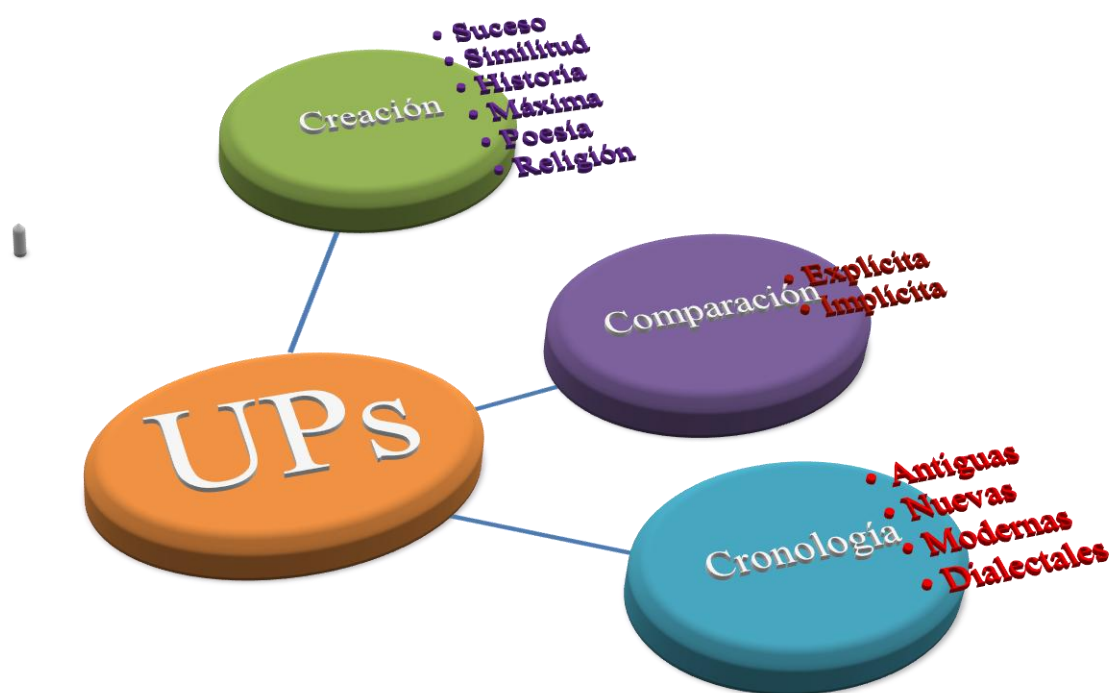 • Suceso
• Similitud
• Historia
• Máxima
• Poesía
• Religión
Creación
• Explícita
• Implícita
Comparación
UPs
• Antiguas
• Nuevas
• Modernas
• Dialectales
Cronología